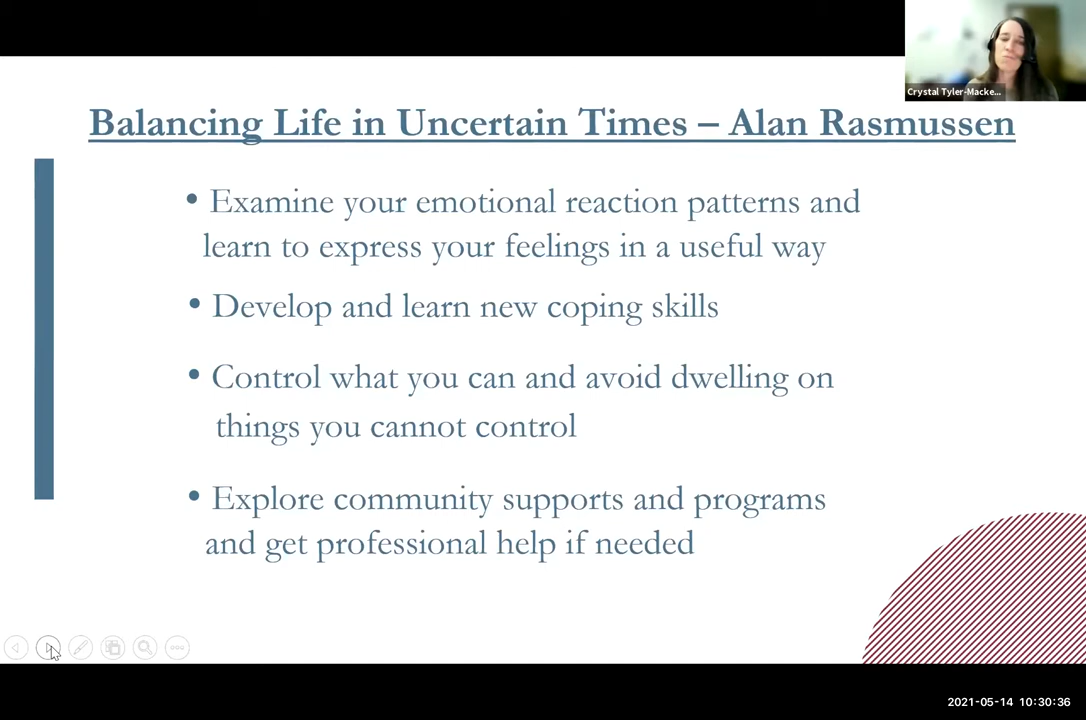 Crystal Tyler-Macke...
Balancing Life in Uncertain Times – Alan Rasmussen
• Examine your emotional reaction patterns and
learn to express your feelings in a useful way
• Develop and learn new coping skills
• Control what you can and avoid dwelling on
things you cannot control
• Explore community supports and programs
and get professional help if needed
2021-05-14 10:30:36